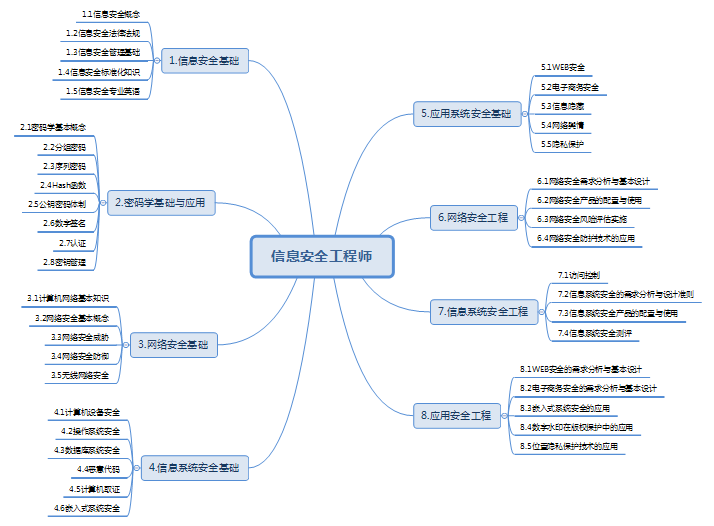 信息安全工程师
1.信息安全基础
1.1信息安全概念
1.2信息安全法律法规
1.3信息安全管理基础
1.4信息安全标准化知识
1.5信息安全专业英语
2.密码学基础与应用
2.1密码学基本概念
2.2分组密码
2.3序列密码
2.4Hash函数
2.5公钥密码体制
2.6数字签名
2.7认证
2.8密钥管理
3.网络安全基础
3.1计算机网络基本知识
3.2网络安全基本概念
3.3网络安全威胁
3.4网络安全防御
3.5无线网络安全
4.信息系统安全基础
4.1计算机设备安全
4.2操作系统安全
4.3数据库系统安全
4.4恶意代码
4.5计算机取证
4.6嵌入式系统安全
5.应用系统安全基础
5.1WEB安全
5.2电子商务安全
5.3信息隐藏
5.4网络舆情
5.5隐私保护
6.网络安全工程
6.1网络安全需求分析与基本设计
6.2网络安全产品的配置与使用
6.3网络安全风险评估实施
6.4网络安全防护技术的应用
7.信息系统安全工程
7.1访问控制
7.2信息系统安全的需求分析与设计准则
7.3信息系统安全产品的配置与使用
7.4信息系统安全测评
8.应用安全工程
8.1WEB安全的需求分析与基本设计
8.2电子商务安全的需求分析与基本设计
8.3嵌入式系统安全的应用
8.4数字水印在版权保护中的应用
8.5位置隐私保护技术的应用